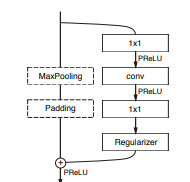 1x1
PReLU
MaxPooling
conv
PReLU
Padding
1x1
Regularizer
+
PReLU